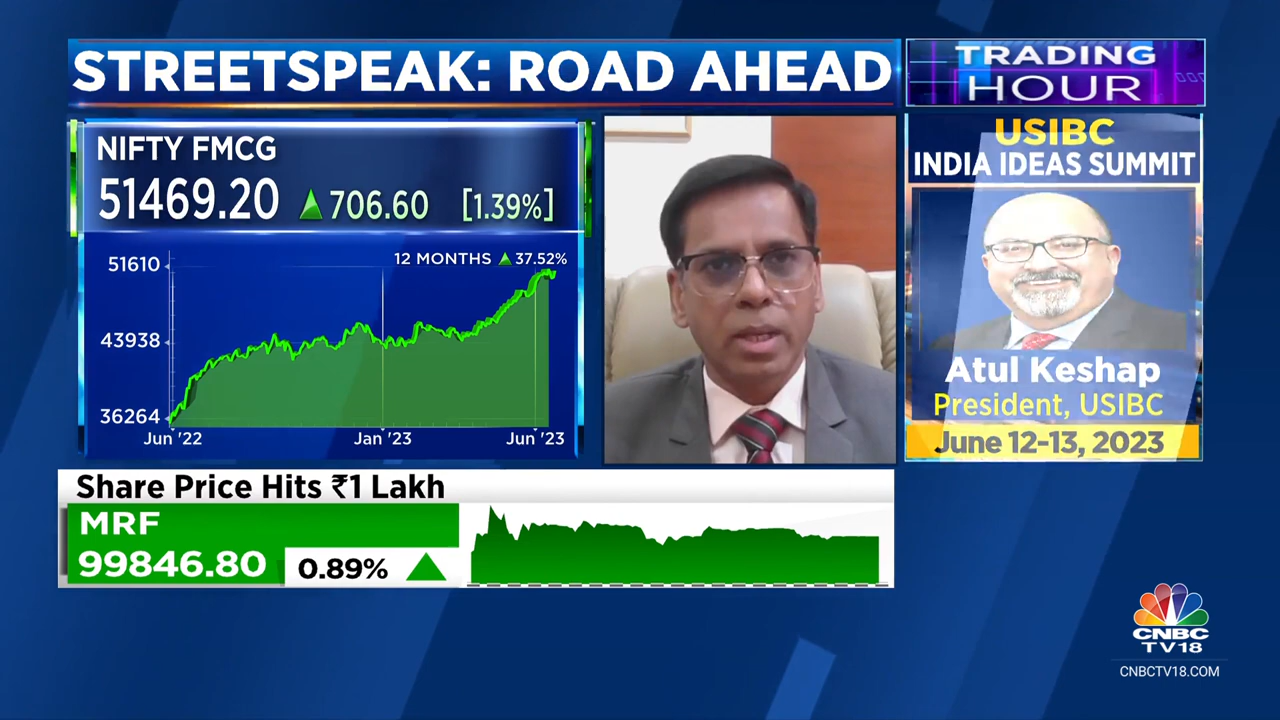 STREETSPEAK: ROAD AHEAD
TRADING
HOUR
NIFTY FMCG
51469.20 ▲ 706.60 [1.39%]
12 MONTHS ▲ 37.52%
51610
43938
36264
Jun '22 Jan '23 Jun '23
USIBC
INDIA IDEAS SUMMIT
Atul Keshap
President, USIBC
June 12-13, 2023
Share Price Hits ₹1 Lakh
MRF
99846.80 0.89% ▲
CNBC
TV18
CNBCTV18.COM